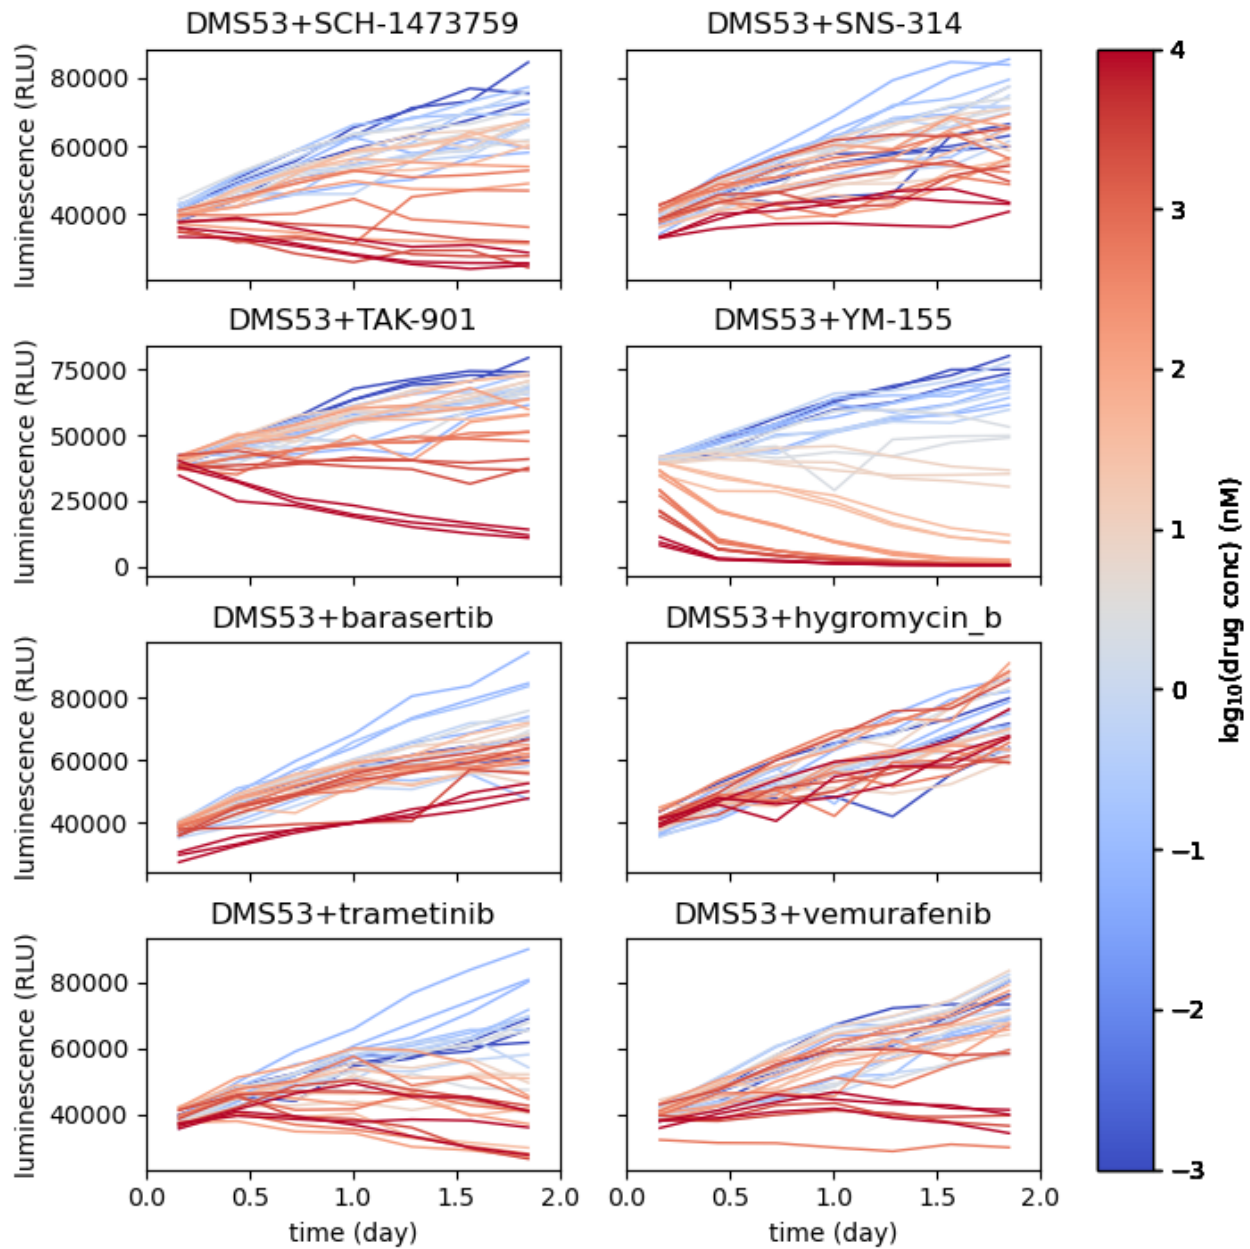 DMS53+SCH-1473759
DMS53+SNS-314
luminescence (RLU)
80000
60000
40000
DMS53+TAK-901
DMS53+YM-155
luminescence (RLU)
75000
50000
25000
0
DMS53+barasertib
DMS53+hygromycin_b
luminescence (RLU)
80000
60000
40000
DMS53+trametinib
DMS53+vemurafenib
luminescence (RLU)
80000
60000
40000
0.0 0.5 1.0 1.5 2.0
time (day)
0.0 0.5 1.0 1.5 2.0
time (day)
4
3
2
1
0
−1
−2
−3
log₁₀(drug conc) (nM)